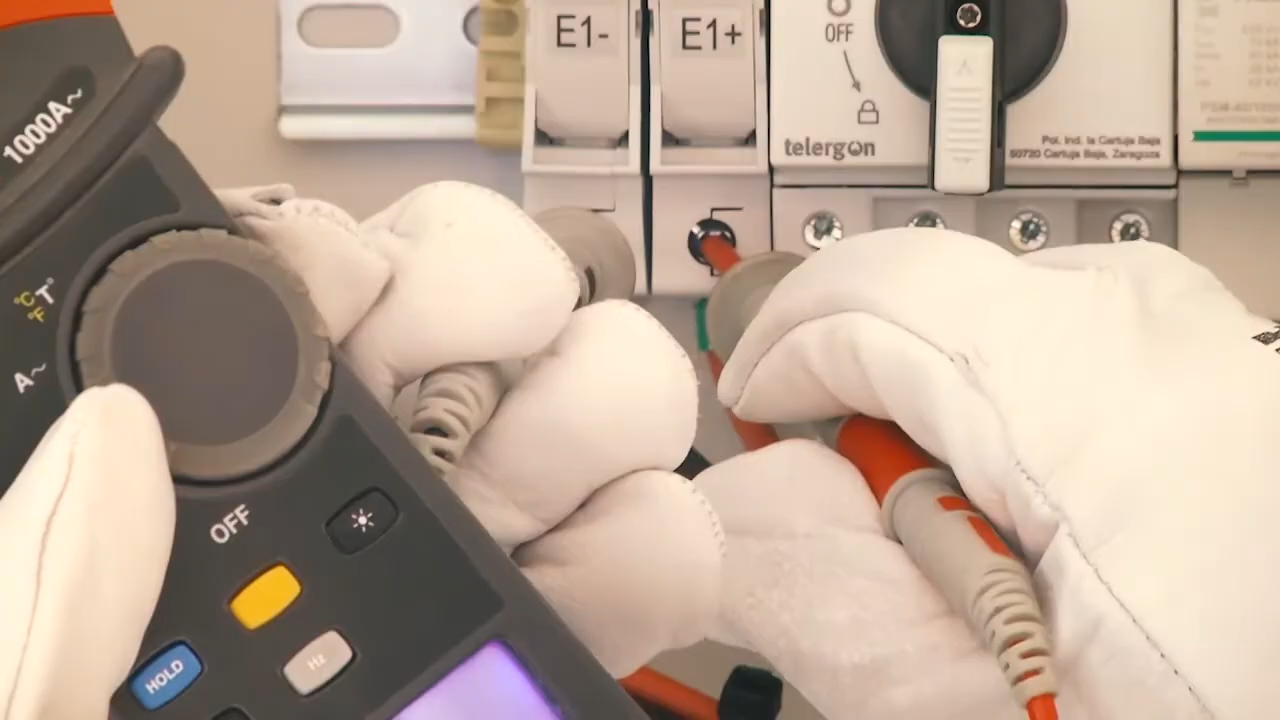 1000A~
°C
°F
T°
A~
OFF
HOLD
Hz
E1-
E1+
OFF
telergon
Pol. Ind. la Cartuja Baja
50720 Cartuja Baja, Zaragoza